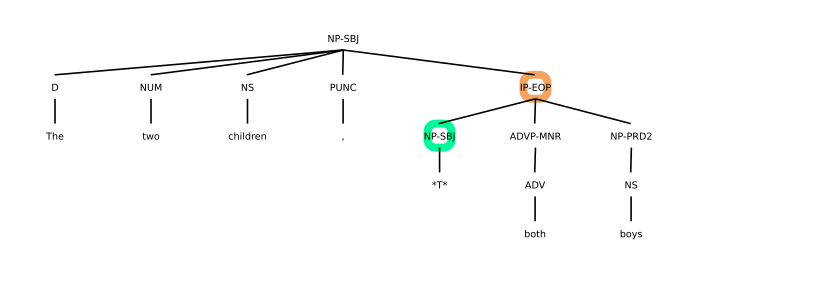 NP-SBJ
D NUM NS PUNC IP-EOP
The two children , NP-SBJ ADVP-MNR NP-PRD2
*T* ADV NS
both boys